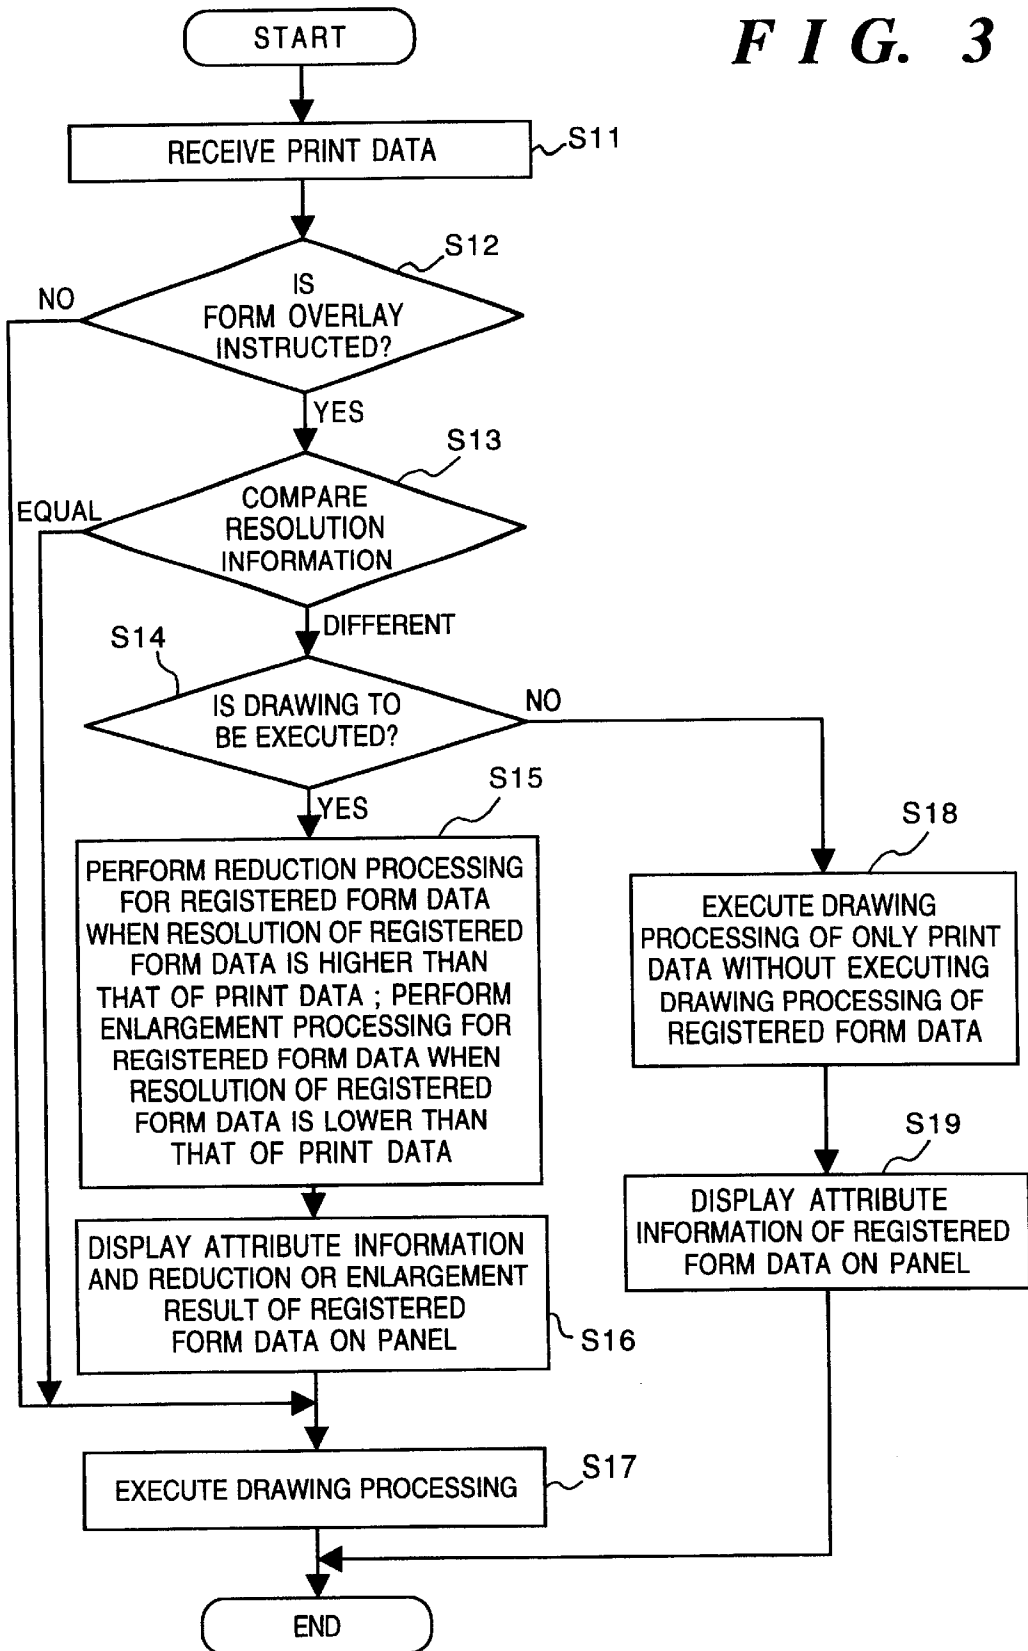 FIG. 3
START
RECEIVE PRINT DATA
S11
S12
IS
FORM OVERLAY
INSTRUCTED?
NO
YES
S13
COMPARE
RESOLUTION
INFORMATION
EQUAL
DIFFERENT
S14
IS DRAWING TO
BE EXECUTED?
NO
YES
S15
PERFORM REDUCTION PROCESSING
FOR REGISTERED FORM DATA
WHEN RESOLUTION OF REGISTERED
FORM DATA IS HIGHER THAN
THAT OF PRINT DATA ; PERFORM
ENLARGEMENT PROCESSING FOR
REGISTERED FORM DATA WHEN
RESOLUTION OF REGISTERED
FORM DATA IS LOWER THAN
THAT OF PRINT DATA
S18
EXECUTE DRAWING
PROCESSING OF ONLY PRINT
DATA WITHOUT EXECUTING
DRAWING PROCESSING OF
REGISTERED FORM DATA
S19
DISPLAY ATTRIBUTE
INFORMATION OF REGISTERED
FORM DATA ON PANEL
DISPLAY ATTRIBUTE INFORMATION
AND REDUCTION OR ENLARGEMENT
RESULT OF REGISTERED
FORM DATA ON PANEL
S16
EXECUTE DRAWING PROCESSING
S17
END